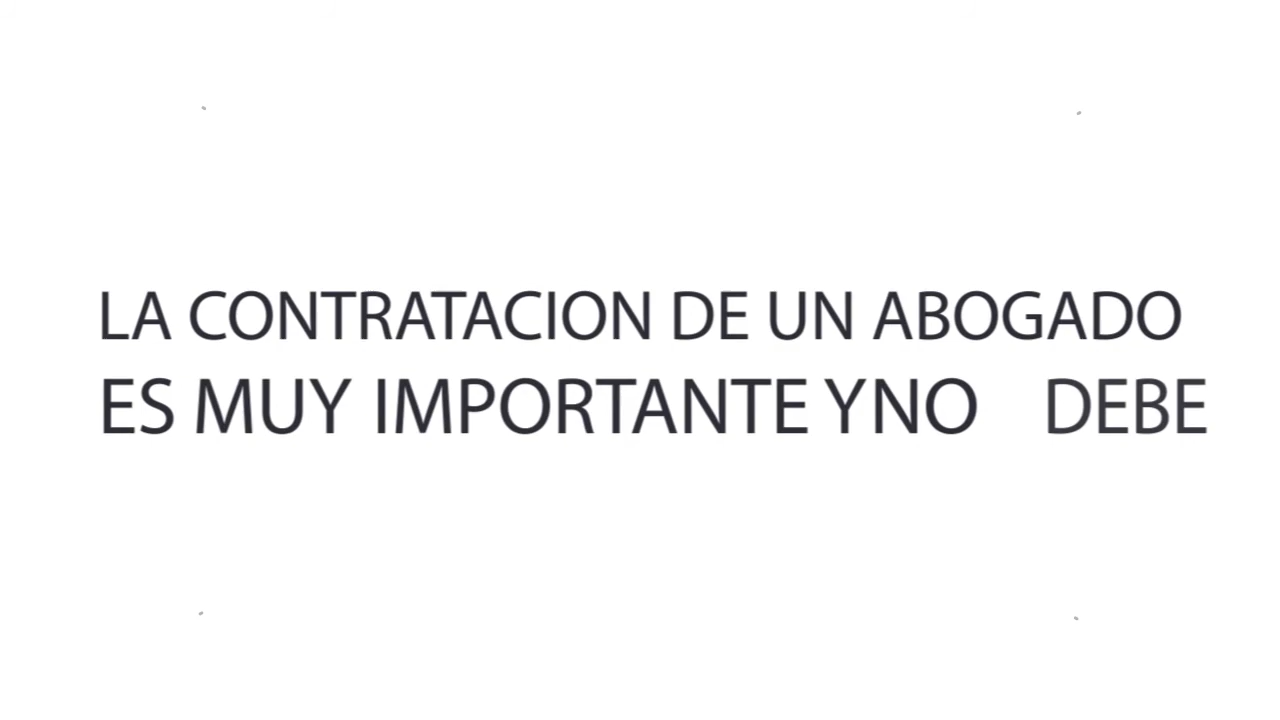 LA CONTRATACION DE UN ABOGADO
ES MUY IMPORTANTE YNO DEBE